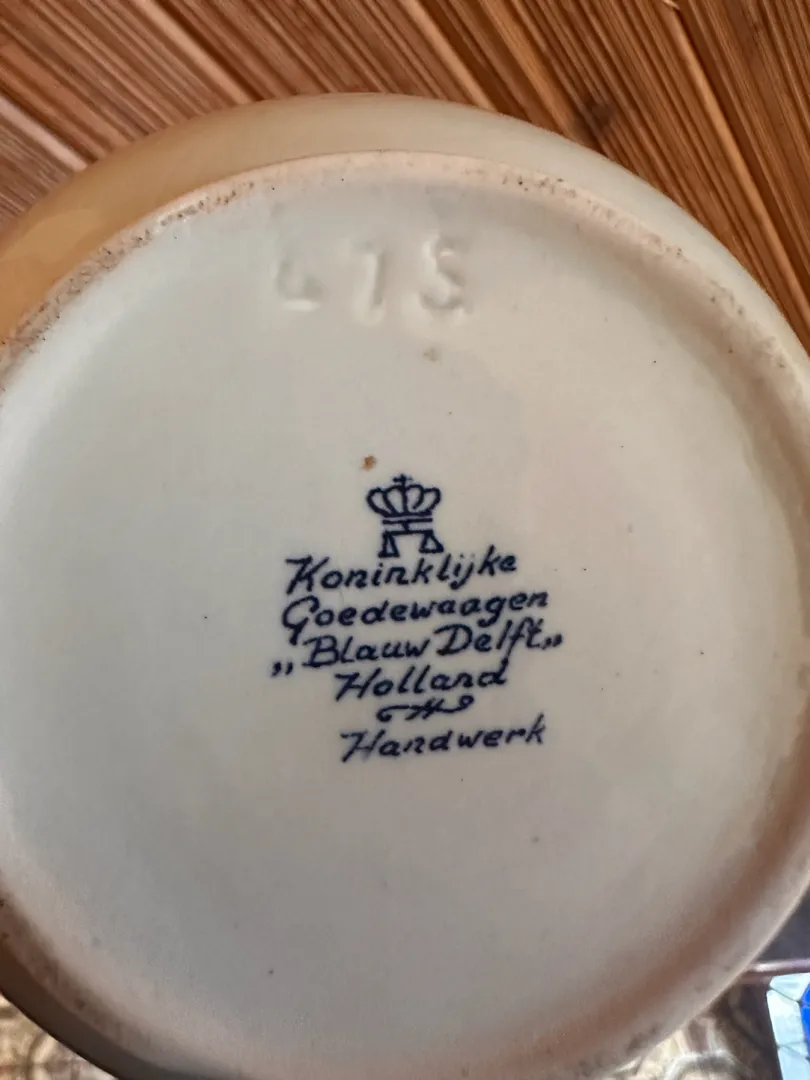 Koninklijke
Goedewaagen
„Blauw Delft„
Holland
Handwerk